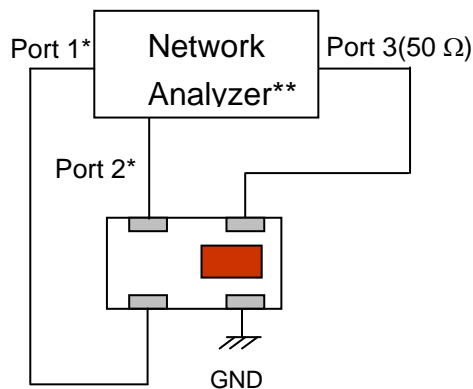 Port 1*
Network
Analyzer**
Port 3(50 Ω)
Port 2*
GND